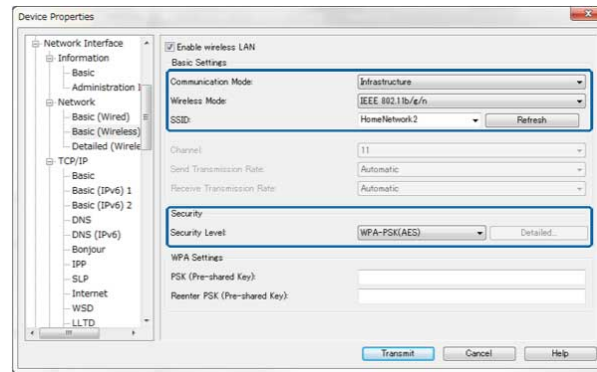 Device Properties
Network Interface
Information
Basic
Administration
Network
Basic (Wired)
Basic (Wireless)
Detailed (Wirele
TCP/IP
Basic
Basic (IPv6) 1
Basic (IPv6) 2
DNS
DNS (IPv6)
Bonjour
IPP
SLP
Internet
WSD
LLTD
Enable wireless LAN
Basic Settings
Communication Mode: Infrastructure
Wireless Mode: IEEE 802.11b/g/n
SSID: HomeNetwork2 Refresh
Channel: 11
Send Transmission Rate: Automatic
Receive Transmission Rate: Automatic
Security
Security Level: WPA-PSK(AES) Detailed...
WPA Settings
PSK (Pre-shared Key):
Reenter PSK (Pre-shared Key):
Transmit Cancel Help